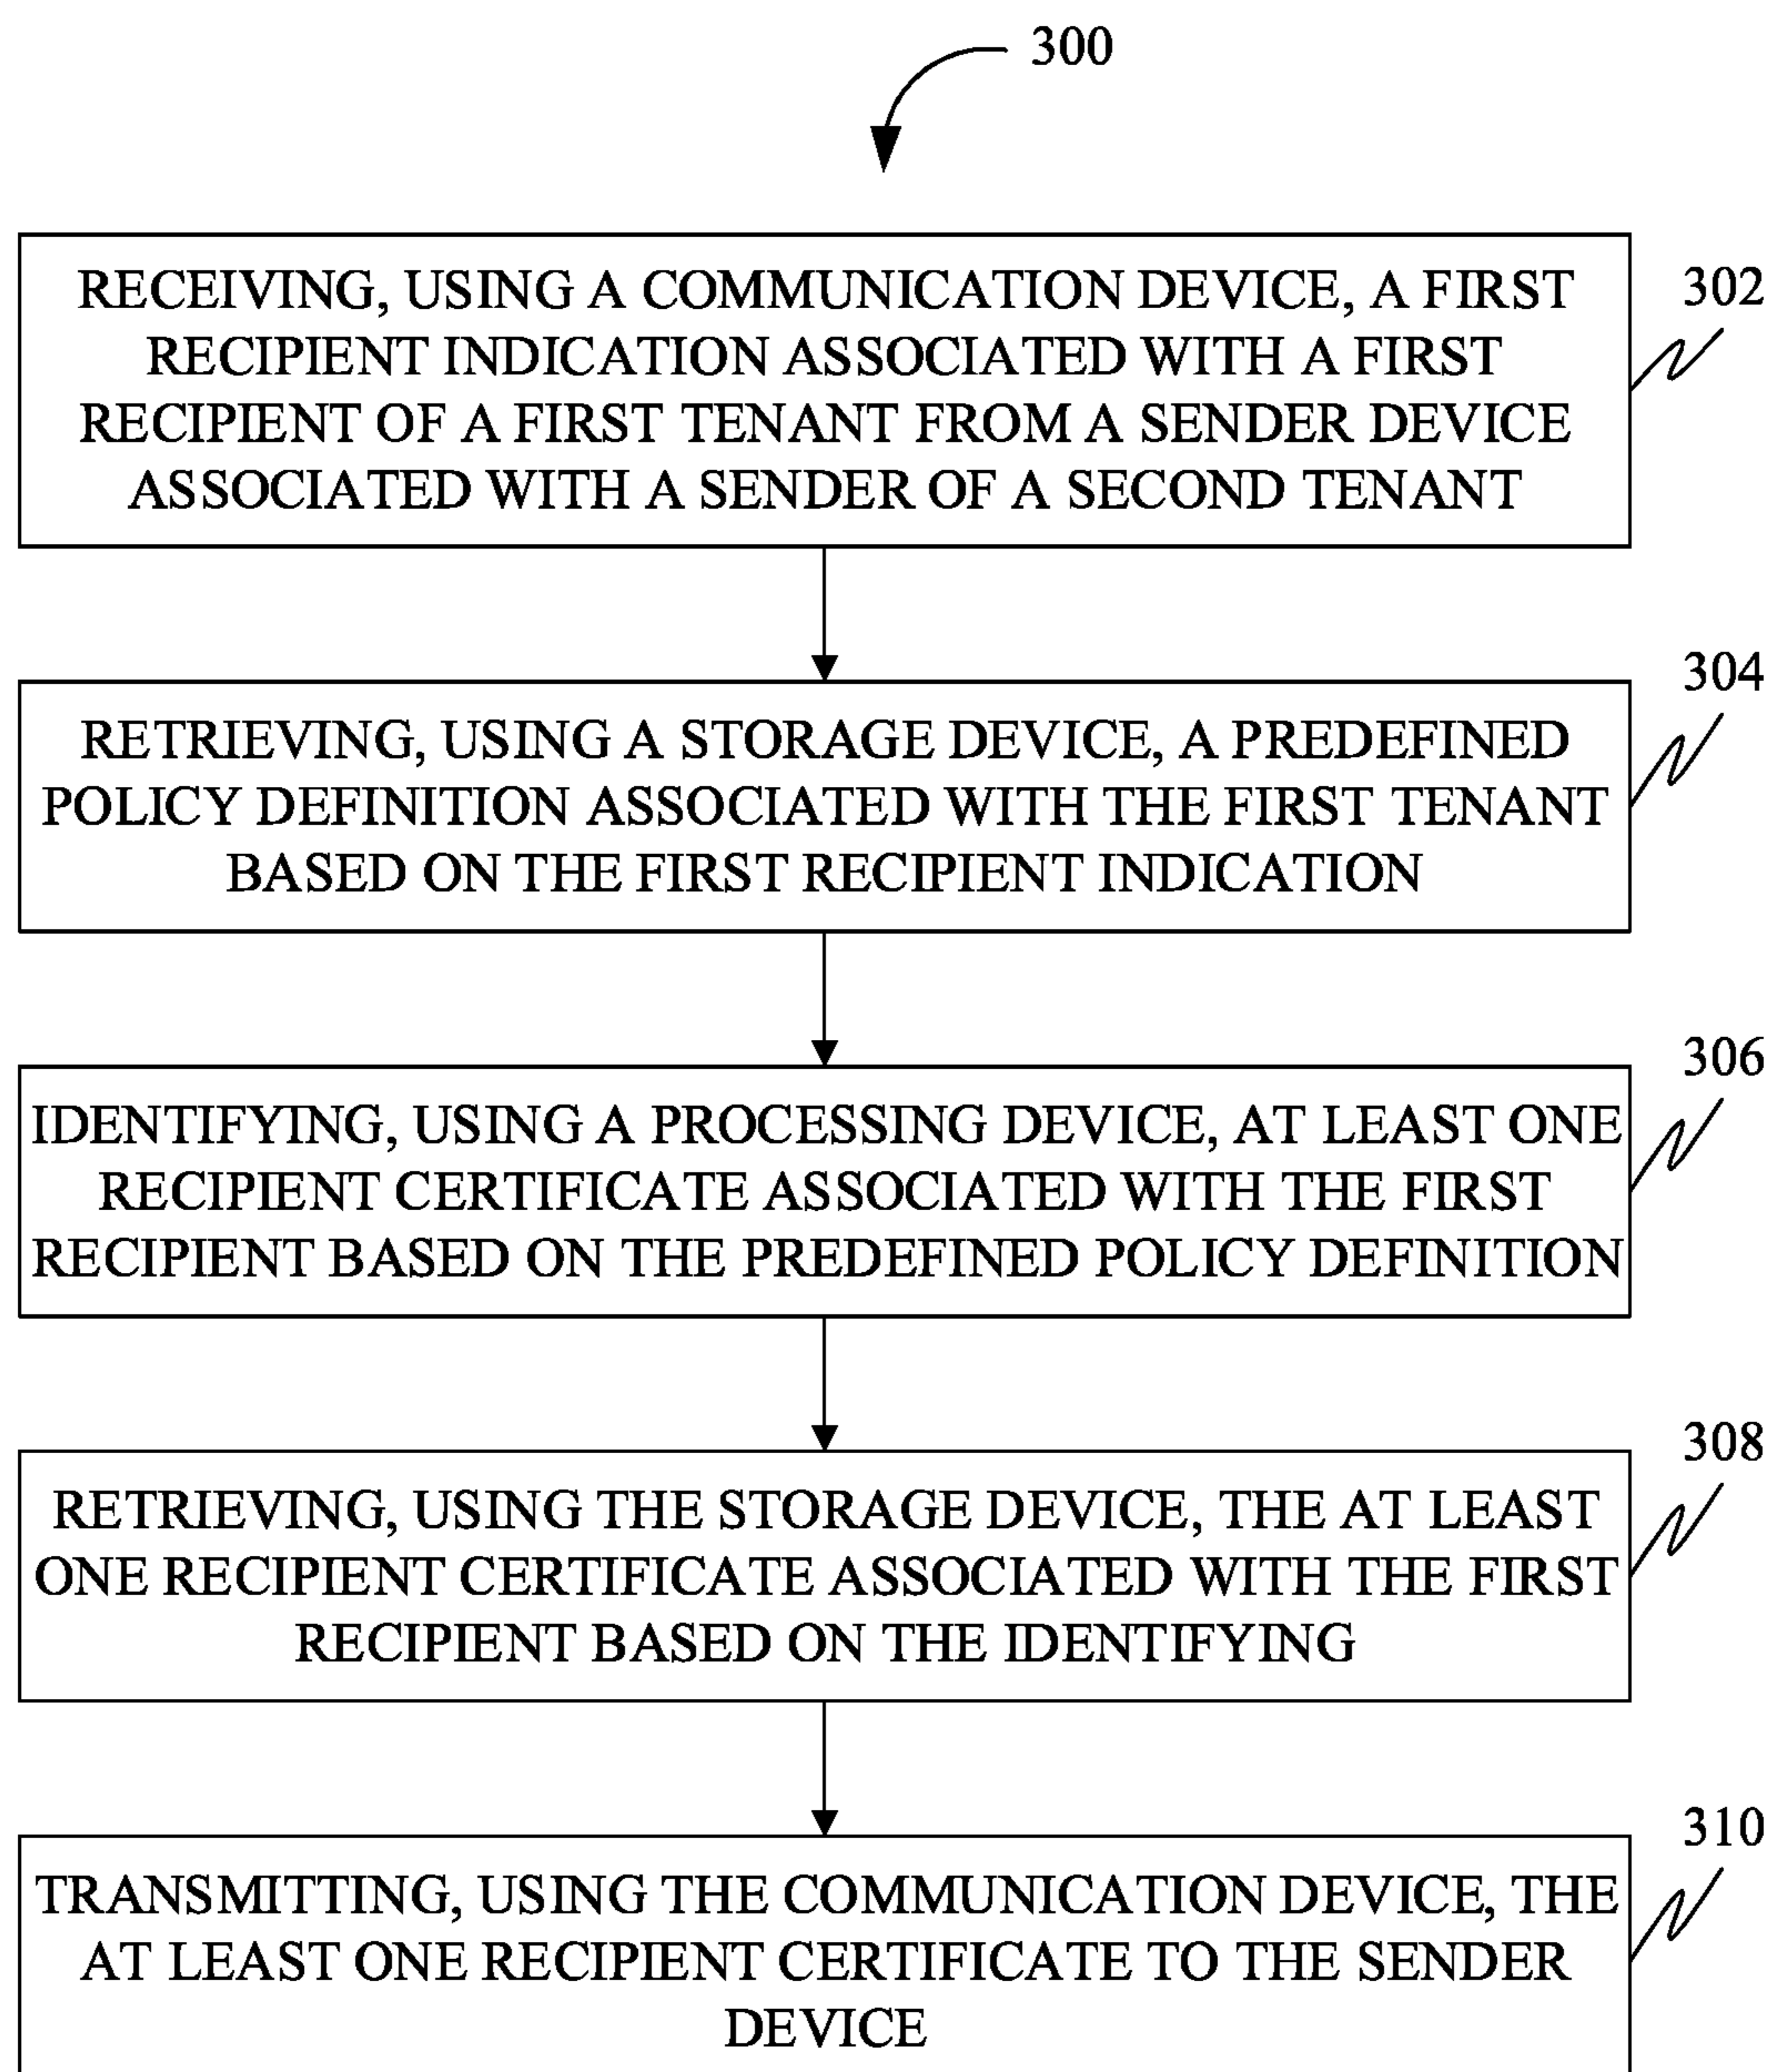 300
RECEIVING, USING A COMMUNICATION DEVICE, A FIRST
RECIPIENT INDICATION ASSOCIATED WITH A FIRST
RECIPIENT OF A FIRST TENANT FROM A SENDER DEVICE
ASSOCIATED WITH A SENDER OF A SECOND TENANT
302
RETRIEVING, USING A STORAGE DEVICE, A PREDEFINED
POLICY DEFINITION ASSOCIATED WITH THE FIRST TENANT
BASED ON THE FIRST RECIPIENT INDICATION
304
IDENTIFYING, USING A PROCESSING DEVICE, AT LEAST ONE
RECIPIENT CERTIFICATE ASSOCIATED WITH THE FIRST
RECIPIENT BASED ON THE PREDEFINED POLICY DEFINITION
306
RETRIEVING, USING THE STORAGE DEVICE, THE AT LEAST
ONE RECIPIENT CERTIFICATE ASSOCIATED WITH THE FIRST
RECIPIENT BASED ON THE IDENTIFYING
308
TRANSMITTING, USING THE COMMUNICATION DEVICE, THE
AT LEAST ONE RECIPIENT CERTIFICATE TO THE SENDER
DEVICE
310